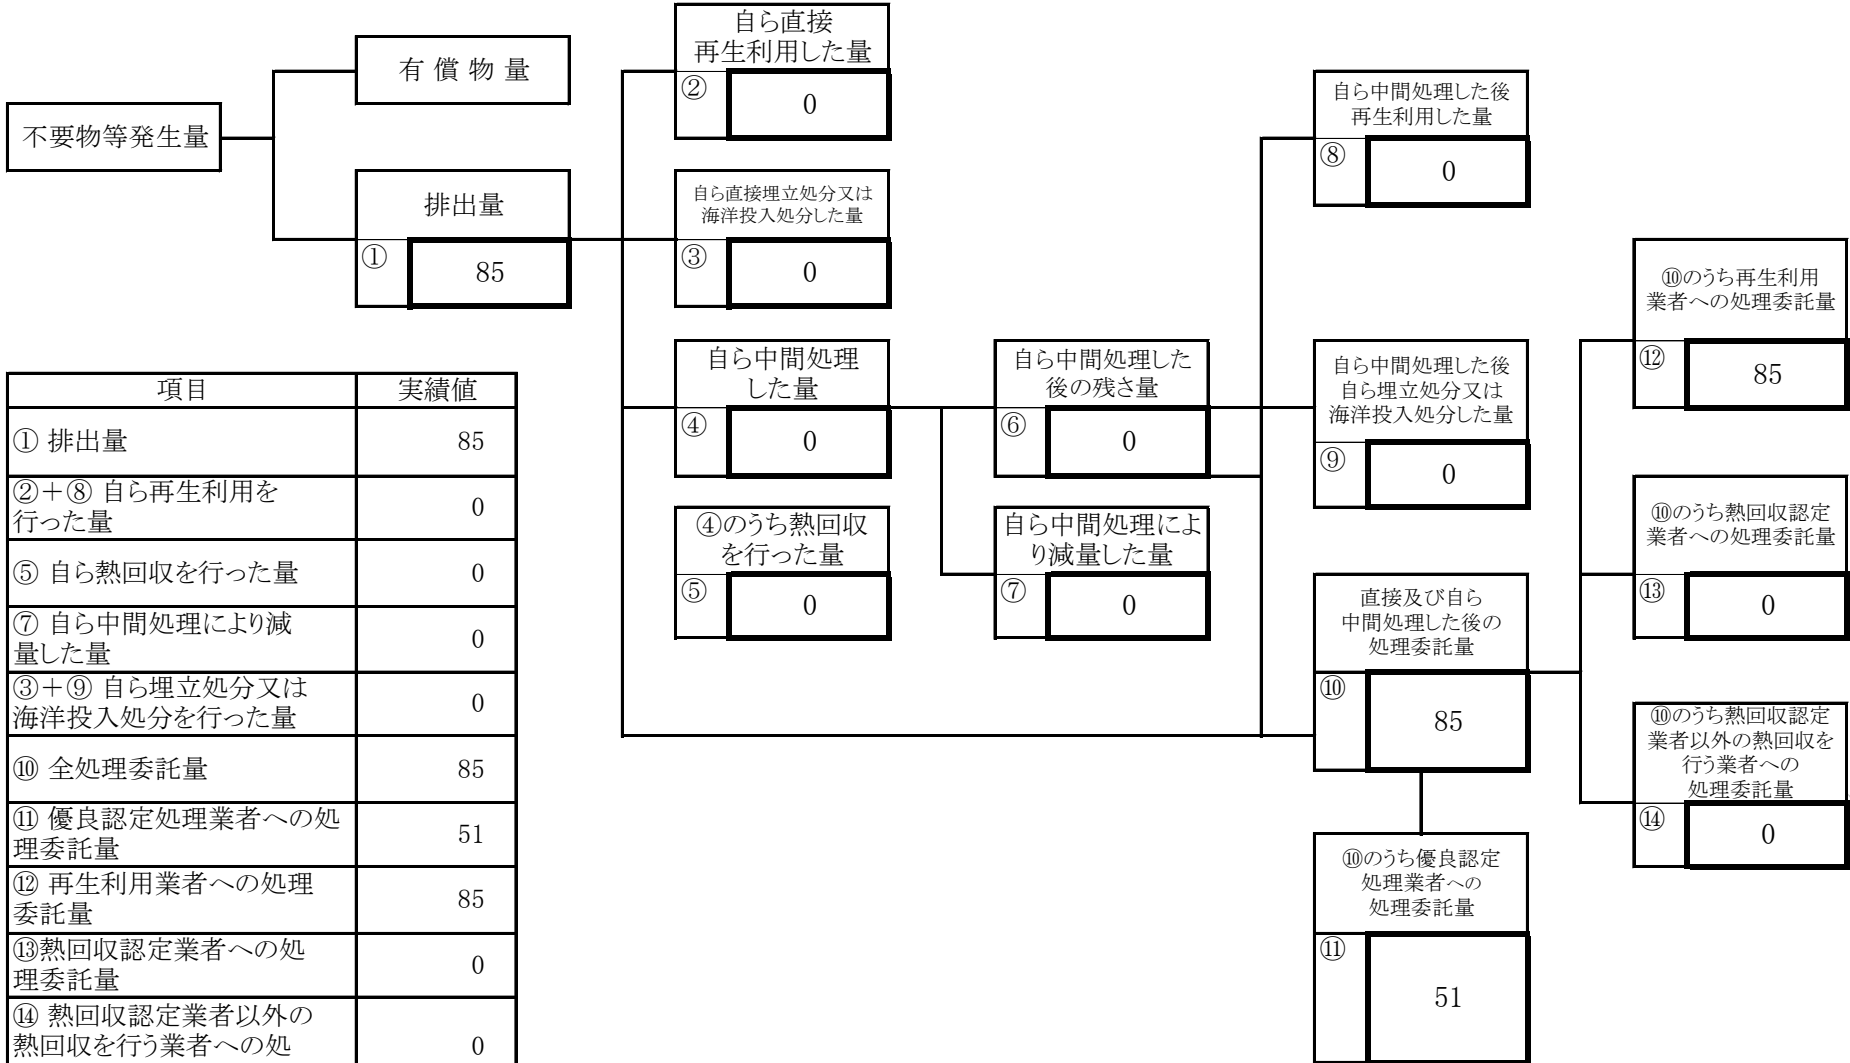 自ら直接
再生利用した量
②
0
有 償 物 量
不要物等発生量
自ら中間処理した後
再生利用した量
⑧
0
排出量
①
85
自ら直接埋立処分又は
海洋投入処分した量
③
0
⑩のうち再生利用
業者への処理委託量
⑫
85
自ら中間処理
した量
④
0
自ら中間処理した
後の残さ量
⑥
0
自ら中間処理した後
自ら埋立処分又は
海洋投入処分した量
⑨
0
④のうち熱回収
を行った量
⑤
0
自ら中間処理によ
り減量した量
⑦
0
⑩のうち熱回収認定
業者への処理委託量
⑬
0
直接及び自ら
中間処理した後の
処理委託量
⑩
85
⑩のうち熱回収認定
業者以外の熱回収を
行う業者への
処理委託量
⑭
0
⑩のうち優良認定
処理業者への
処理委託量
⑪
51
項目 実績値
① 排出量 85
②+⑧ 自ら再生利用を
行った量 0
⑤ 自ら熱回収を行った量 0
⑦ 自ら中間処理により減
量した量 0
③+⑨ 自ら埋立処分又は
海洋投入処分を行った量 0
⑩ 全処理委託量 85
⑪ 優良認定処理業者への処
理委託量 51
⑫ 再生利用業者への処理
委託量 85
⑬熱回収認定業者への処
理委託量 0
⑭ 熱回収認定業者以外の
熱回収を行う業者への処 0